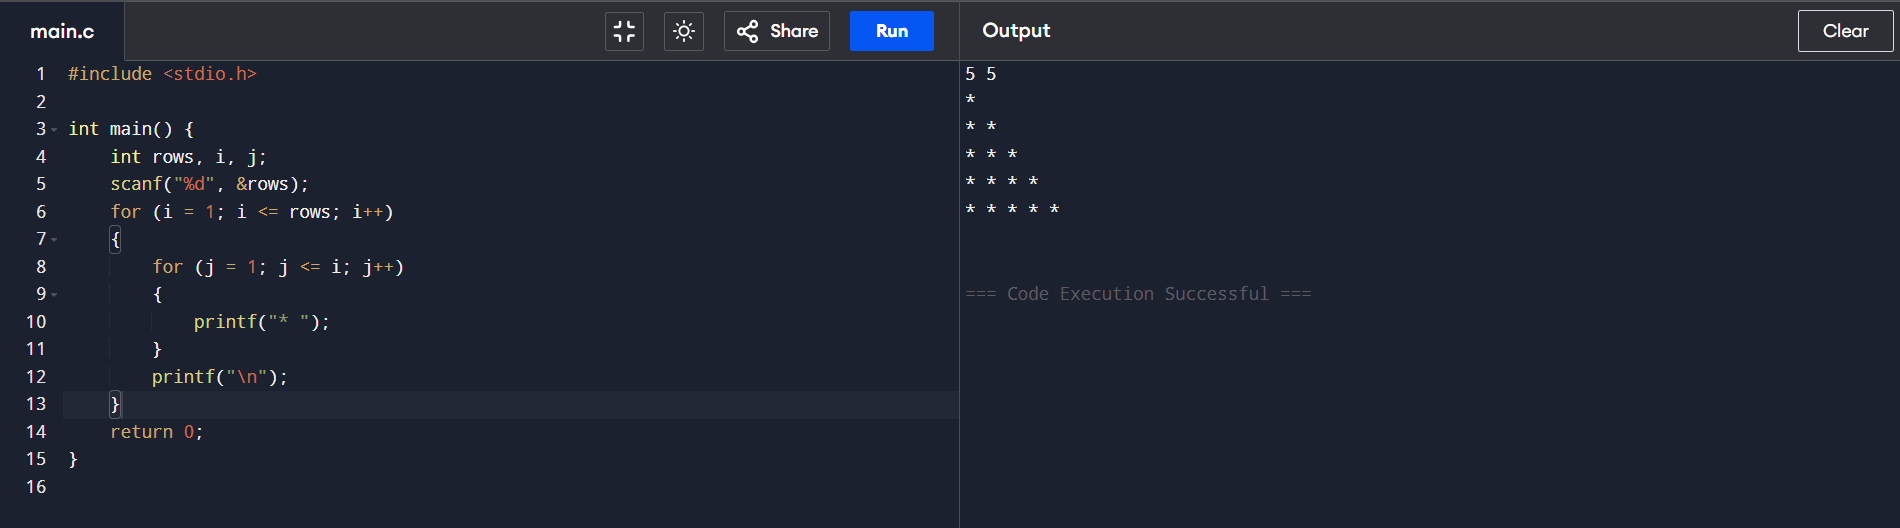 main.c
Share
Run
Output
Clear
1 #include <stdio.h>
2
3 int main() {
4     int rows, i, j;
5     scanf("%d", &rows);
6     for (i = 1; i <= rows; i++)
7     {
8         for (j = 1; j <= i; j++)
9         {
10             printf("* ");
11         }
12         printf("\n");
13     }
14     return 0;
15 }
16
5 5
*
* *
* * *
* * * *
* * * * *
=== Code Execution Successful ===